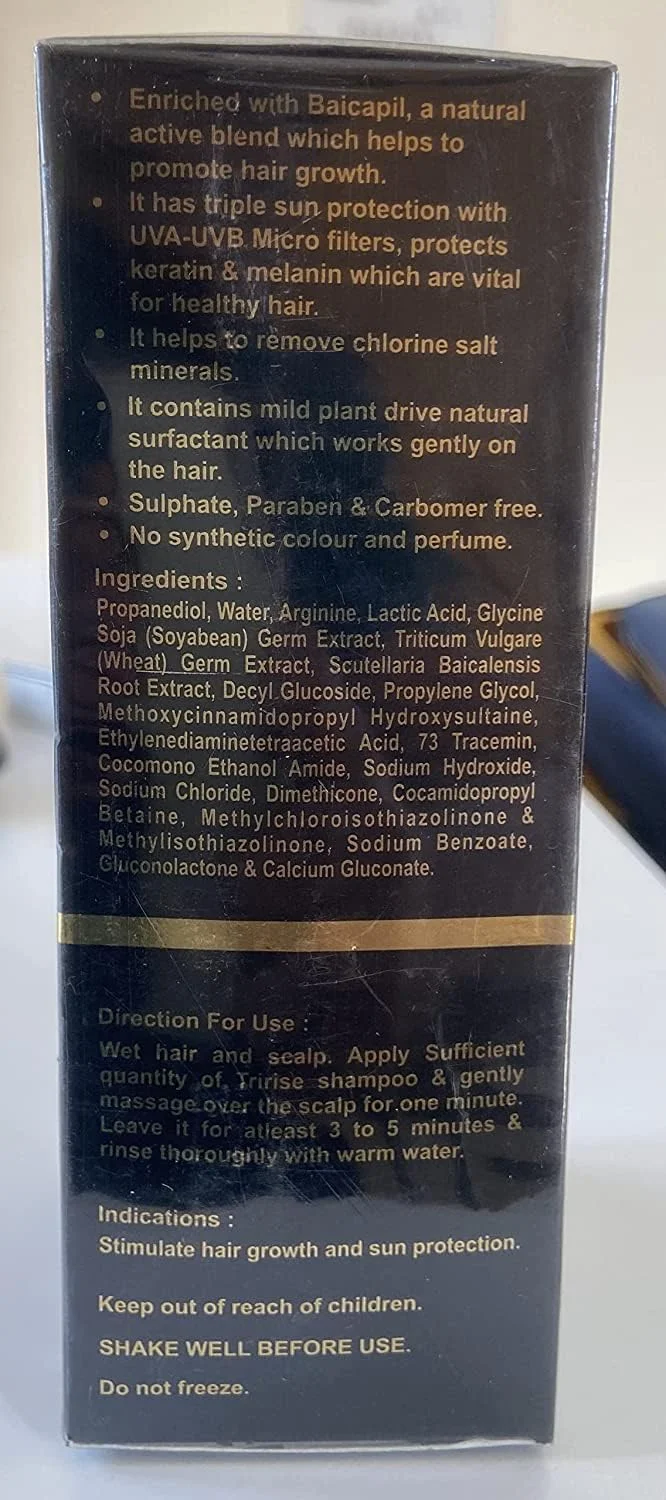 • Enriched with Baicapil, a natural
active blend which helps to
promote hair growth.
• It has triple sun protection with
UVA-UVB Micro filters, protects
keratin & melanin which are vital
for healthy hair.
• It helps to remove chlorine salt
minerals.
• It contains mild plant drive natural
surfactant which works gently on
the hair.
• Sulphate, Paraben & Carbomer free.
• No synthetic colour and perfume.
Ingredients :
Propanediol, Water, Arginine, Lactic Acid, Glycine
Soja (Soyabean) Germ Extract, Triticum Vulgare
(Wheat) Germ Extract, Scutellaria Baicalensis
Root Extract, Decyl Glucoside, Propylene Glycol,
Methoxycinnamidopropyl Hydroxysultaine,
Ethylenediaminetetraacetic Acid, 73 Tracemin,
Cocomono Ethanol Amide, Sodium Hydroxide,
Sodium Chloride, Dimethicone, Cocamidopropyl
Betaine, Methylchloroisothiazolinone &
Methylisothiazolinone, Sodium Benzoate,
Gluconolactone & Calcium Gluconate.
Direction For Use :
Wet hair and scalp. Apply Sufficient
quantity of Tririse shampoo & gently
massage over the scalp for one minute.
Leave it for atleast 3 to 5 minutes &
rinse thoroughly with warm water.
Indications :
Stimulate hair growth and sun protection.
Keep out of reach of children.
SHAKE WELL BEFORE USE.
Do not freeze.